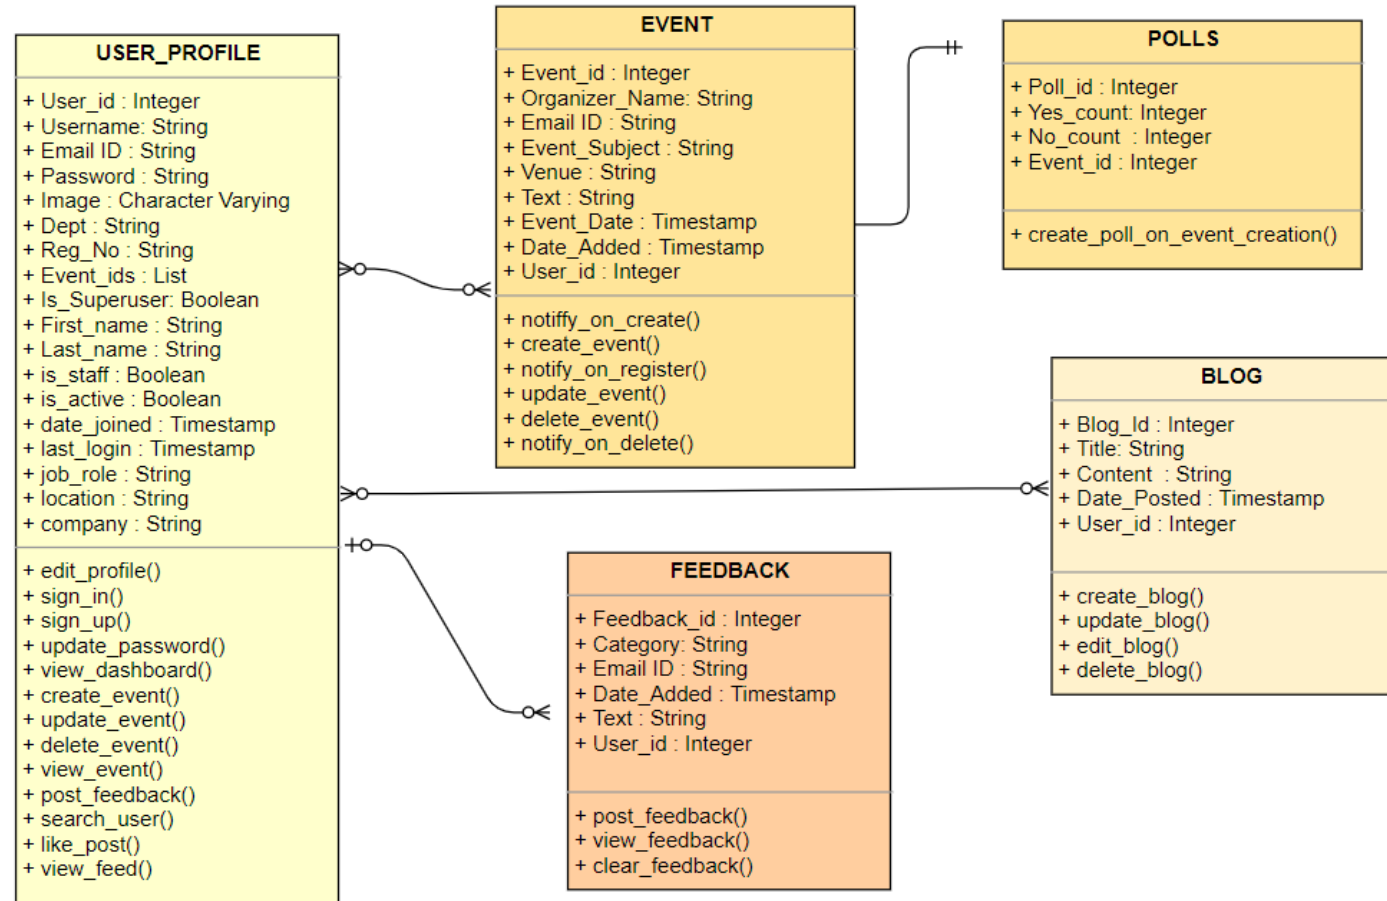 USER_PROFILE
+ User_id : Integer
+ Username: String
+ Email ID : String
+ Password : String
+ Image : Character Varying
+ Dept : String
+ Reg_No : String
+ Event_ids : List
+ Is_Superuser: Boolean
+ First_name : String
+ Last_name : String
+ is_staff : Boolean
+ is_active : Boolean
+ date_joined : Timestamp
+ last_login : Timestamp
+ job_role : String
+ location : String
+ company : String
+ edit_profile()
+ sign_in()
+ sign_up()
+ update_password()
+ view_dashboard()
+ create_event()
+ update_event()
+ delete_event()
+ view_event()
+ post_feedback()
+ search_user()
+ like_post()
+ view_feed()
EVENT
+ Event_id : Integer
+ Organizer_Name: String
+ Email ID : String
+ Event_Subject : String
+ Venue : String
+ Text : String
+ Event_Date : Timestamp
+ Date_Added : Timestamp
+ User_id : Integer
+ notiffy_on_create()
+ create_event()
+ notify_on_register()
+ update_event()
+ delete_event()
+ notify_on_delete()
POLLS
+ Poll_id : Integer
+ Yes_count: Integer
+ No_count  : Integer
+ Event_id : Integer
+ create_poll_on_event_creation()
BLOG
+ Blog_Id : Integer
+ Title: String
+ Content  : String
+ Date_Posted : Timestamp
+ User_id : Integer
+ create_blog()
+ update_blog()
+ edit_blog()
+ delete_blog()
FEEDBACK
+ Feedback_id : Integer
+ Category: String
+ Email ID : String
+ Date_Added : Timestamp
+ Text : String
+ User_id : Integer
+ post_feedback()
+ view_feedback()
+ clear_feedback()